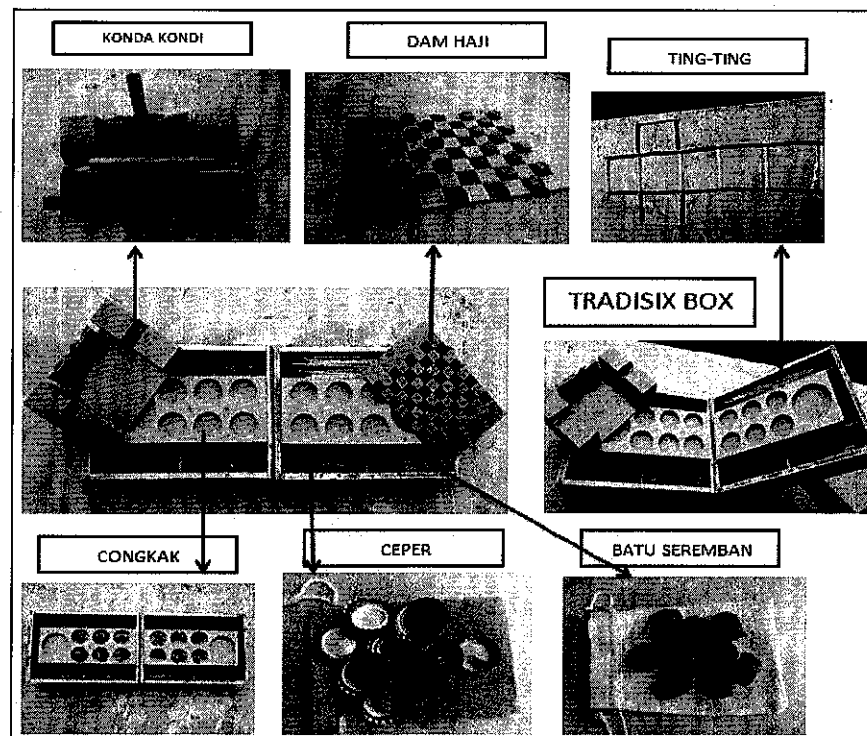 KONDA KONDI
DAM HAJI
TING-TING
TRADISIX BOX
CONGKAK
CEPER
BATU SEREMBAN